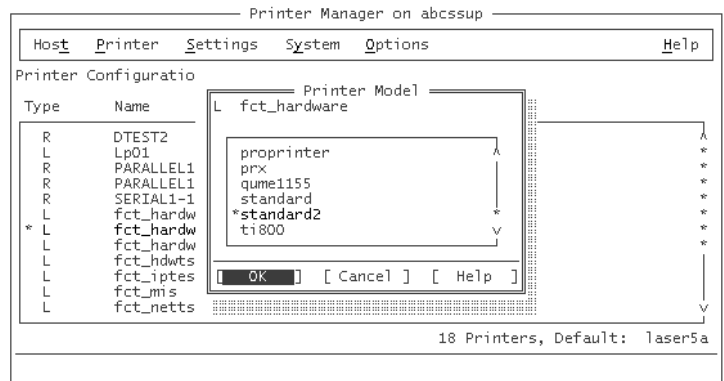 Printer Manager on abcssup
Host Printer Settings System Options Help
Printer Configuratio
Printer Model
Type Name L fct_hardware
R DTEST2
L Lp01 proprinter
R PARALLEL1 prx
R PARALLEL1 qume1155
R SERIAL1-1 standard
L fct_hardw *standard2
* L fct_hardw ti800
L fct_hardw
L fct_hdwts
L fct_iptes [ OK ] [ Cancel ] [ Help ]
L fct_mis
L fct_netts
18 Printers, Default: laser5a